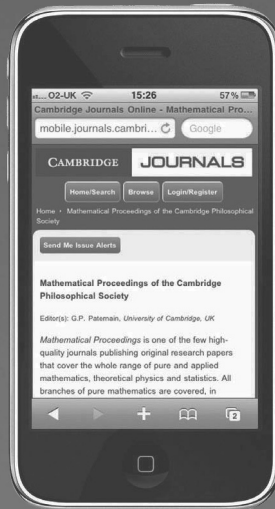 O2-UK 15:26 57%
Cambridge Journals Online - Mathematical Pro...
mobile.journals.cambri... Google
CAMBRIDGE JOURNALS
Home/Search Browse Login/Register
Home • Mathematical Proceedings of the Cambridge Philosophical
Society
Send Me Issue Alerts
Mathematical Proceedings of the Cambridge
Philosophical Society
Editor(s): G.P. Paternain, University of Cambridge, UK
Mathematical Proceedings is one of the few high-
quality journals publishing original research papers
that cover the whole range of pure and applied
mathematics, theoretical physics and statistics. All
branches of pure mathematics are covered, in
2